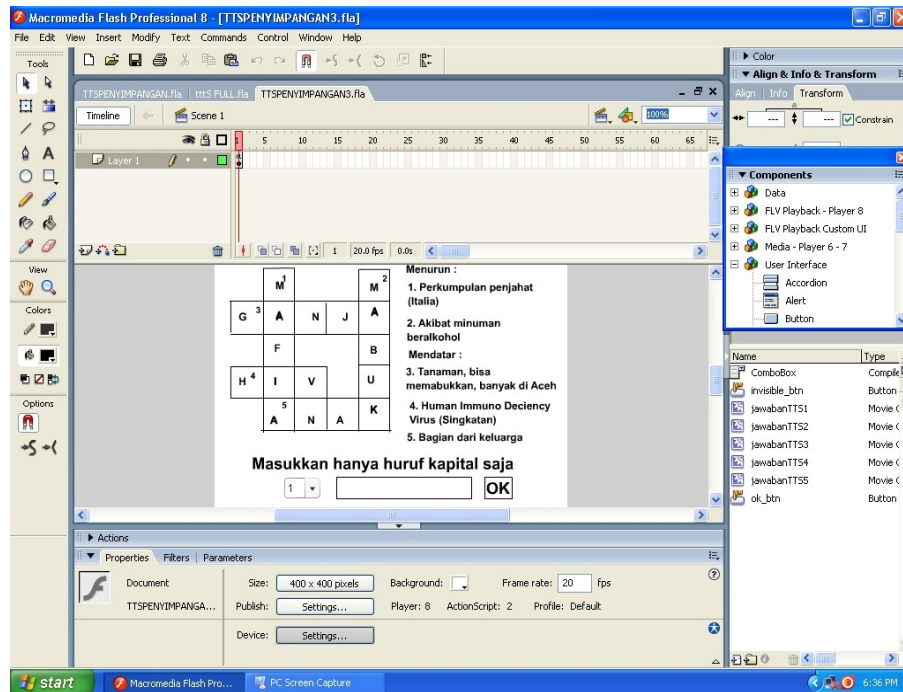 Macromedia Flash Professional 8 - [TTSPENYIMPANGAN3.fla]
File Edit View Insert Modify Text Commands Control Window Help
Tools
View
Colors
Options
TTSPENYIMPANGAN.fla tttS FULL.fla TTSPENYIMPANGAN3.fla
Timeline Scene 1 100%
1 5 10 15 20 25 30 35 40 45 50 55 60 65
Layer 1
1 20.0 fps 0.0s
M 1 M 2
G 3 A N J A
F B
H 4 I V U
5 A N A K
Menurun :
1. Perkumpulan penjahat
(Italia)
2. Akibat minuman
beralkohol
Mendatar :
3. Tanaman, bisa
memabukkan, banyak di Aceh
4. Human Immuno Deciency
Virus (Singkatan)
5. Bagian dari keluarga
Masukkan hanya huruf kapital saja
1 OK
Actions
Properties Filters Parameters
Document Size: 400 x 400 pixels Background: Frame rate: 20 fps
TTSPENYIMPANGA... Publish: Settings... Player: 8 ActionScript: 2 Profile: Default
Device: Settings...
Color
Align & Info & Transform
Align Info Transform
--- --- Constrain
Components
Data
FLV Playback - Player 8
FLV Playback Custom UI
Media - Player 6 - 7
User Interface
Accordion
Alert
Button
Name Type
ComboBox Compile
invisible_btn Button
jawabanTTS1 Movie C
jawabanTTS2 Movie C
jawabanTTS3 Movie C
jawabanTTS4 Movie C
jawabanTTS5 Movie C
ok_btn Button
start Macromedia Flash Pro... PC Screen Capture 6:36 PM